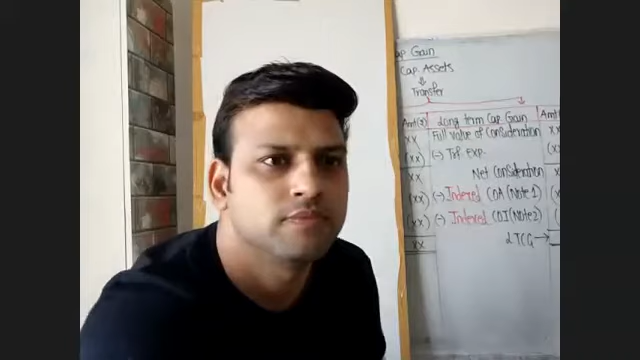 Cap Gain
Cap Assets
Transfer
Amt(₹) Long term Cap Gain Amt
XX Full Value of Consideration
(XX) (-) Trf Exp
XX Net Consideration
(XX) (-) Indexed COA (Note 1)
(XX) (-) Indexed COI (Note 2)
XX LTCG